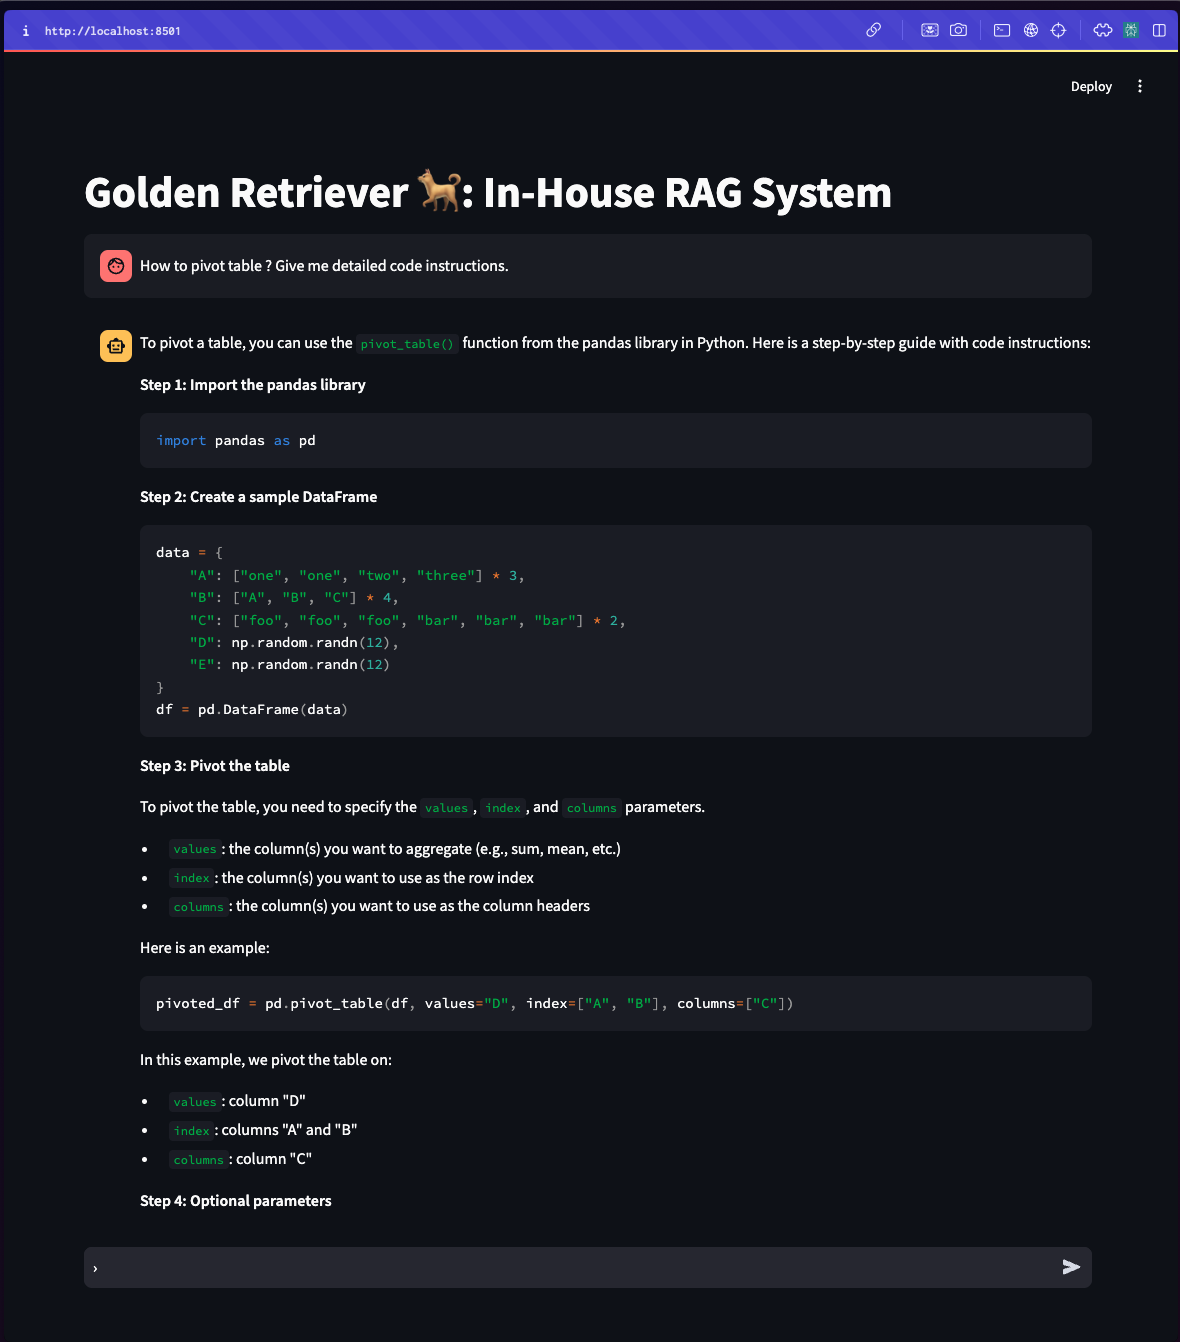 i http://localhost:8501
Deploy
Golden Retriever 🐕: In-House RAG System
How to pivot table ? Give me detailed code instructions.
To pivot a table, you can use the pivot_table() function from the pandas library in Python. Here is a step-by-step guide with code instructions:
Step 1: Import the pandas library
import pandas as pd
Step 2: Create a sample DataFrame
data = {
    "A": ["one", "one", "two", "three"] * 3,
    "B": ["A", "B", "C"] * 4,
    "C": ["foo", "foo", "foo", "bar", "bar", "bar"] * 2,
    "D": np.random.randn(12),
    "E": np.random.randn(12)
}
df = pd.DataFrame(data)
Step 3: Pivot the table
To pivot the table, you need to specify the values, index, and columns parameters.
• values: the column(s) you want to aggregate (e.g., sum, mean, etc.)
• index: the column(s) you want to use as the row index
• columns: the column(s) you want to use as the column headers
Here is an example:
pivoted_df = pd.pivot_table(df, values="D", index=["A", "B"], columns=["C"])
In this example, we pivot the table on:
• values: column "D"
• index: columns "A" and "B"
• columns: column "C"
Step 4: Optional parameters
›